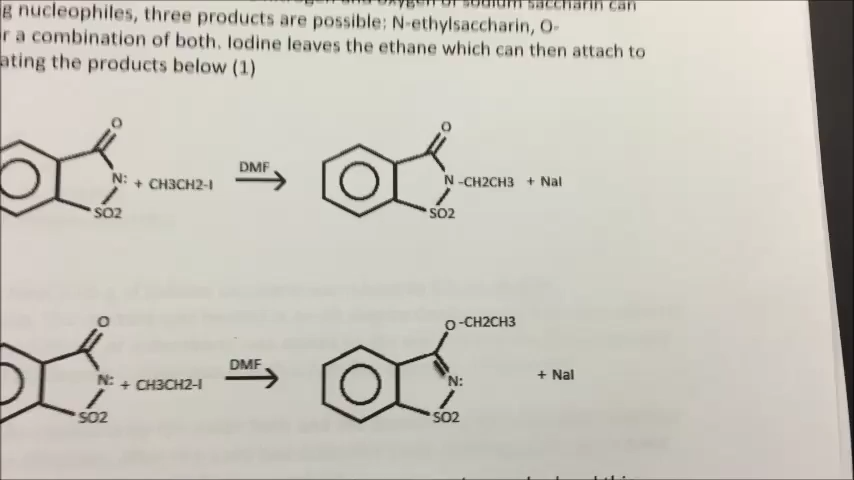 g nucleophiles, three products are possible: N-ethylsaccharin, O-
r a combination of both. Iodine leaves the ethane which can then attach to
ating the products below (1)
O
N: + CH3CH2-I
SO2
DMF
O
N -CH2CH3 + NaI
SO2
O
N: + CH3CH2-I
SO2
DMF
O -CH2CH3
N:
SO2
+ NaI